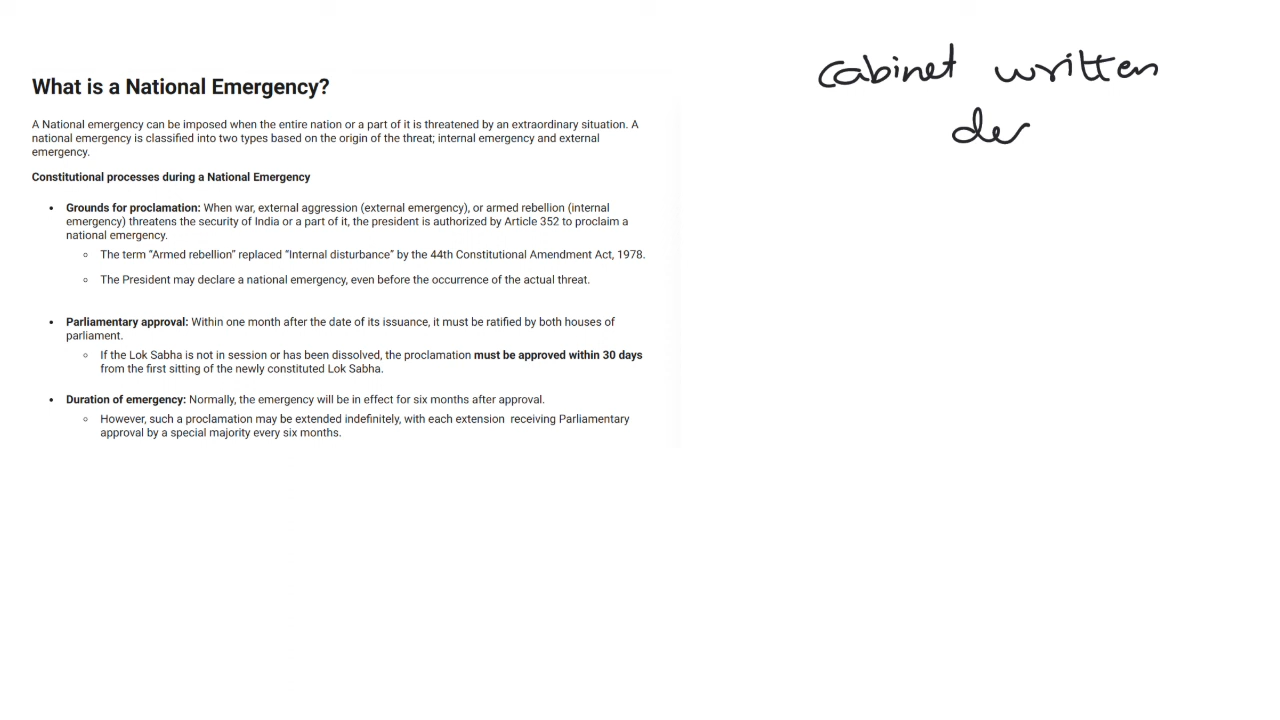 What is a National Emergency?
A National emergency can be imposed when the entire nation or a part of it is threatened by an extraordinary situation. A
national emergency is classified into two types based on the origin of the threat; internal emergency and external
emergency.
Constitutional processes during a National Emergency
• Grounds for proclamation: When war, external aggression (external emergency), or armed rebellion (internal
emergency) threatens the security of India or a part of it, the president is authorized by Article 352 to proclaim a
national emergency.
◦ The term “Armed rebellion” replaced “Internal disturbance” by the 44th Constitutional Amendment Act, 1978.
◦ The President may declare a national emergency, even before the occurrence of the actual threat.
• Parliamentary approval: Within one month after the date of its issuance, it must be ratified by both houses of
parliament.
◦ If the Lok Sabha is not in session or has been dissolved, the proclamation must be approved within 30 days
from the first sitting of the newly constituted Lok Sabha.
• Duration of emergency: Normally, the emergency will be in effect for six months after approval.
◦ However, such a proclamation may be extended indefinitely, with each extension receiving Parliamentary
approval by a special majority every six months.
cabinet written
der